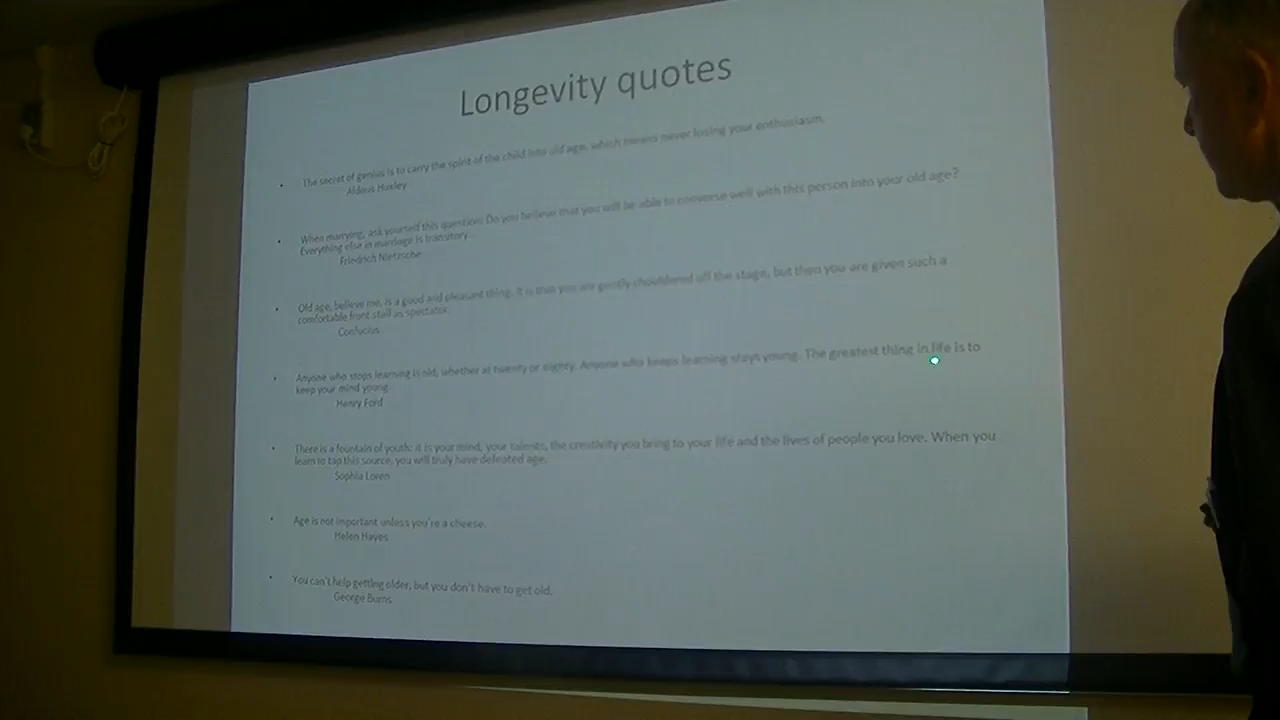 Longevity quotes
• The secret of genius is to carry the spirit of the child into old age, which means never losing your enthusiasm.
Aldous Huxley
• When marrying, ask yourself this question: Do you believe that you will be able to converse well with this person into your old age?
Everything else in marriage is transitory.
Friedrich Nietzsche
• Old age, believe me, is a good and pleasant thing. It is true you are gently shouldered off the stage, but then you are given such a
comfortable front stall as spectator.
Confucius
• Anyone who stops learning is old, whether at twenty or eighty. Anyone who keeps learning stays young. The greatest thing in life is to
keep your mind young.
Henry Ford
• There is a fountain of youth: it is your mind, your talents, the creativity you bring to your life and the lives of people you love. When you
learn to tap this source, you will truly have defeated age.
Sophia Loren
• Age is not important unless you're a cheese.
Helen Hayes
• You can't help getting older, but you don't have to get old.
George Burns